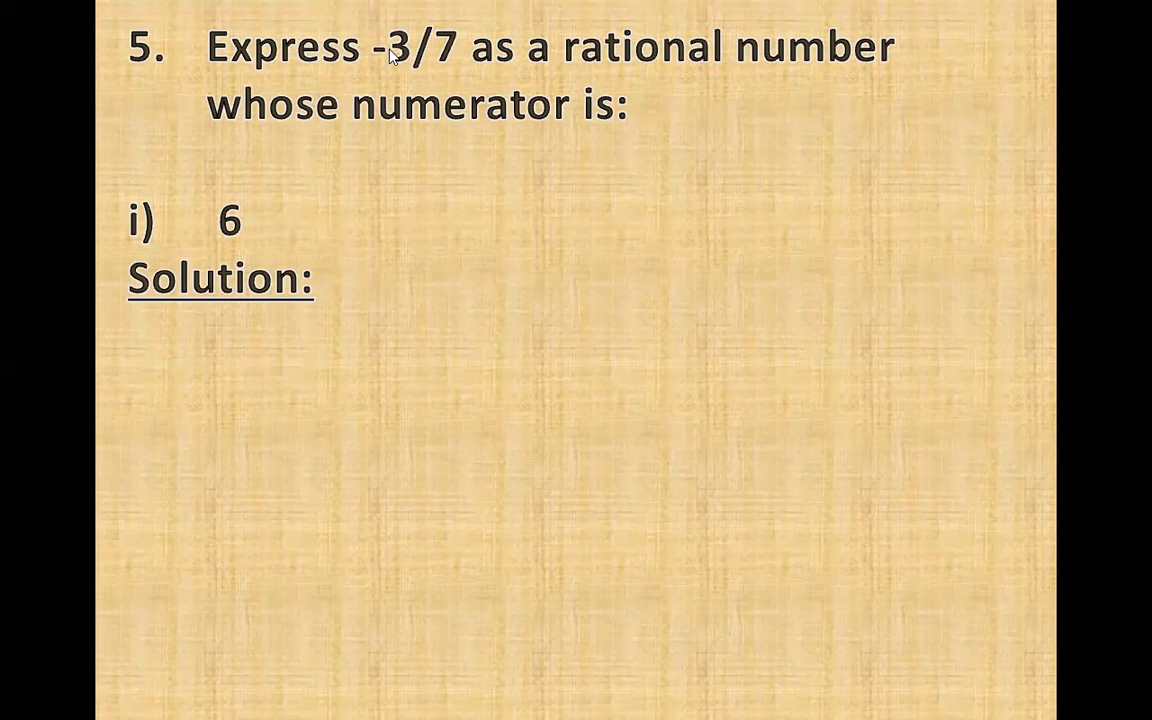 5. Express -3/7 as a rational number
whose numerator is:
i) 6
Solution: